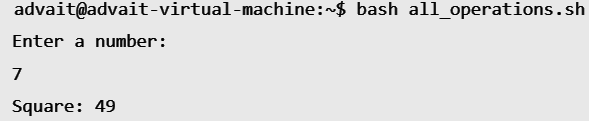 advait@advait-virtual-machine:~$ bash all_operations.sh
Enter a number:
7
Square: 49